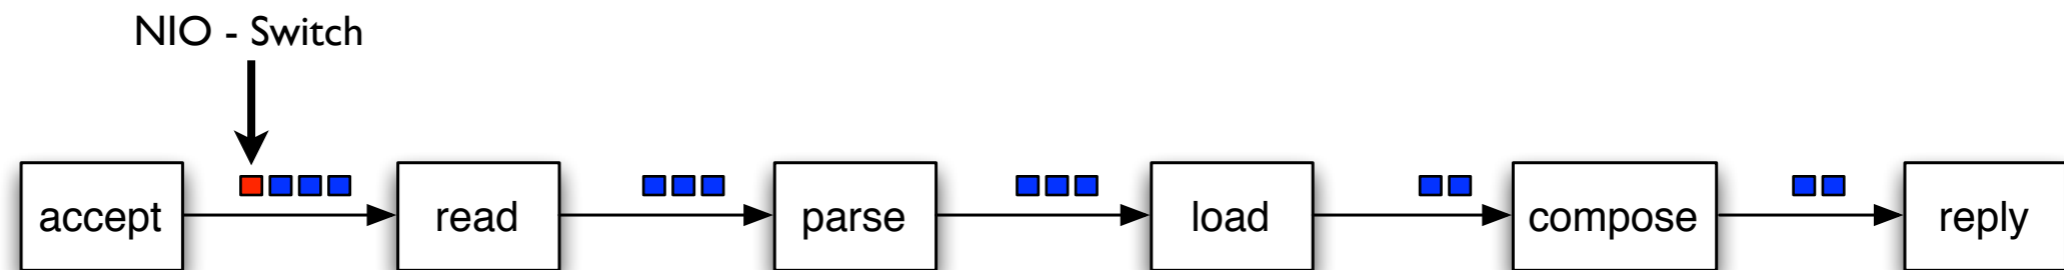 NIO - Switch
accept
read
parse
load
compose
reply